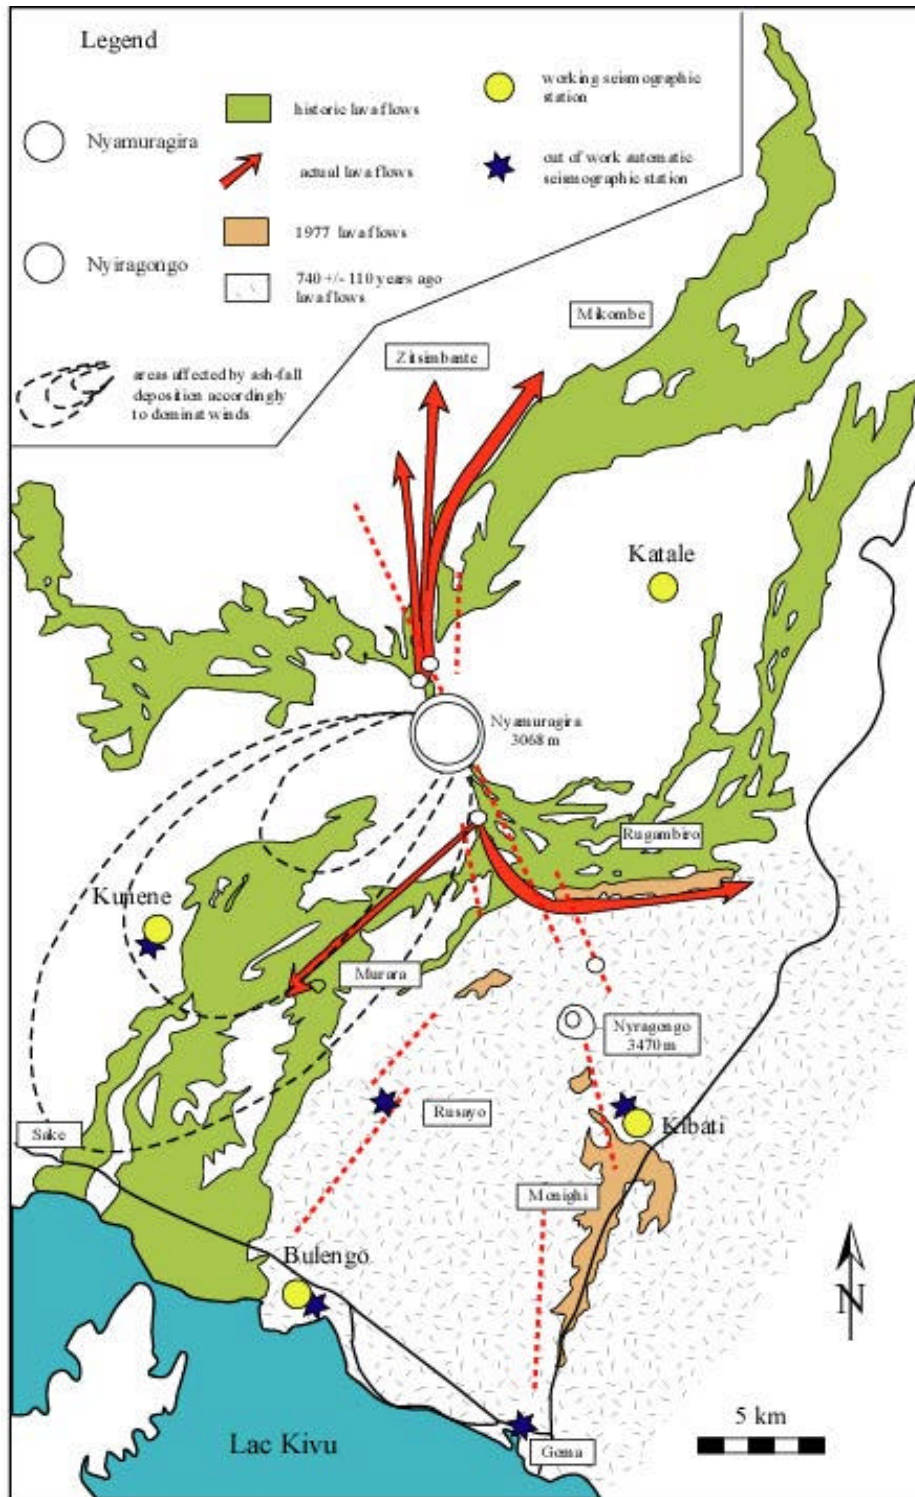 Legend
Nyamuragira
Nyiragongo
historic lava flows
actual lava flows
1977 lava flows
740 +/- 110 years ago
lava flows
working seismographic
station
out of work automatic
seismographic station
areas affected by ash-fall
deposition accordingly
to dominat winds
Mikombe
Zitsimbante
Katale
Nyamuragira
3068 m
Rugambiro
Kunene
Murara
Nyragongo
3470 m
Rusayo
Kibati
Sake
Monighi
Bulengo
N
5 km
Lac Kivu
Goma